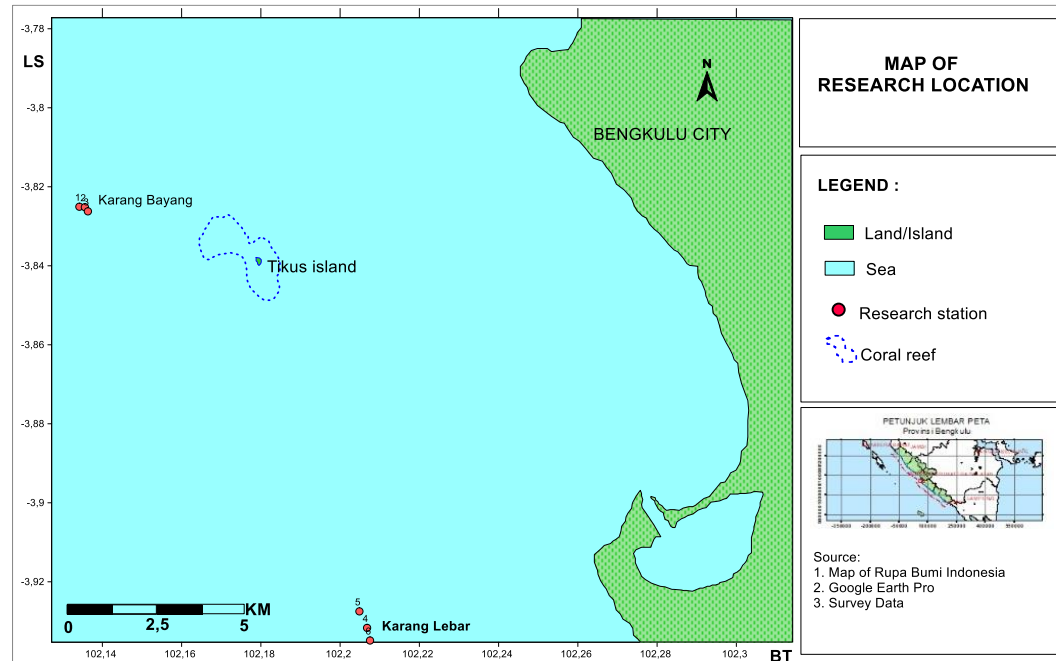 MAP OF
RESEARCH LOCATION
LEGEND :
Land/Island
Sea
Research station
Coral reef
PETUNJUK LEMBAR PETA
Provinsi Bengkulu
Source:
1. Map of Rupa Bumi Indonesia
2. Google Earth Pro
3. Survey Data
LS
-3,78
-3,8
-3,82
-3,84
-3,86
-3,88
-3,9
-3,92
N
BENGKULU CITY
12
Karang Bayang
Tikus island
5
4
Karang Lebar
KM
0
2,5
5
102,14
102,16
102,18
102,2
102,22
102,24
102,26
102,28
102,3
BT